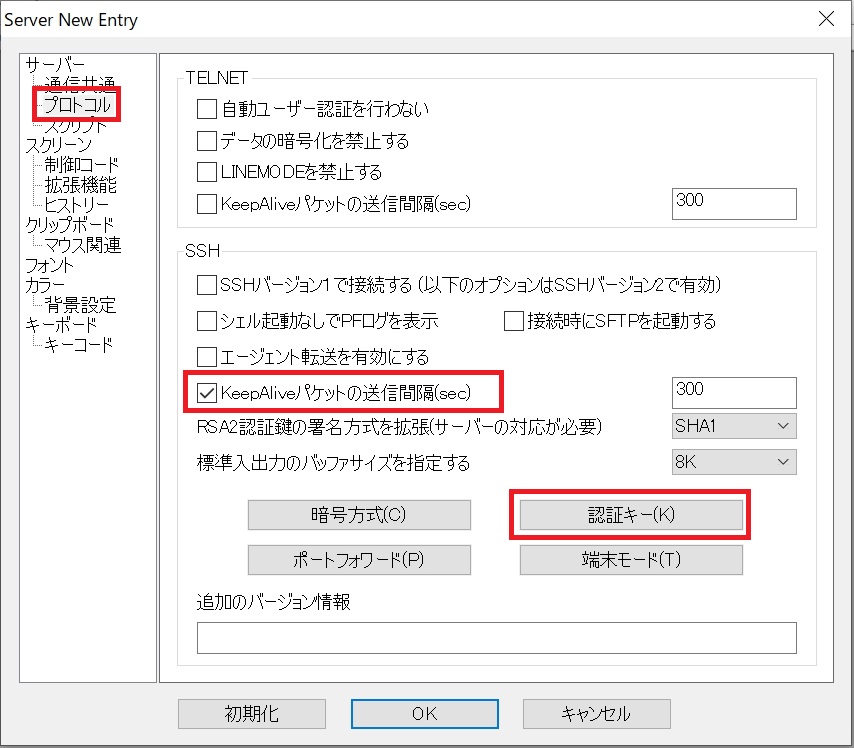 Server New Entry
サーバー
通信共通
プロトコル
スクリプト
スクリーン
制御コード
拡張機能
ヒストリー
クリップボード
マウス関連
フォント
カラー
背景設定
キーボード
キーコード
TELNET
自動ユーザー認証を行わない
データの暗号化を禁止する
LINEMODEを禁止する
KeepAliveパケットの送信間隔(sec) 300
SSH
SSHバージョン1で接続する (以下のオプションはSSHバージョン2で有効)
シェル起動なしでPFログを表示 接続時にSFTPを起動する
エージェント転送を有効にする
KeepAliveパケットの送信間隔(sec) 300
RSA2認証鍵の署名方式を拡張(サーバーの対応が必要) SHA1
標準入出力のバッファサイズを指定する 8K
暗号方式(C) 認証キー(K)
ポートフォワード(P) 端末モード(T)
追加のバージョン情報
初期化 OK キャンセル